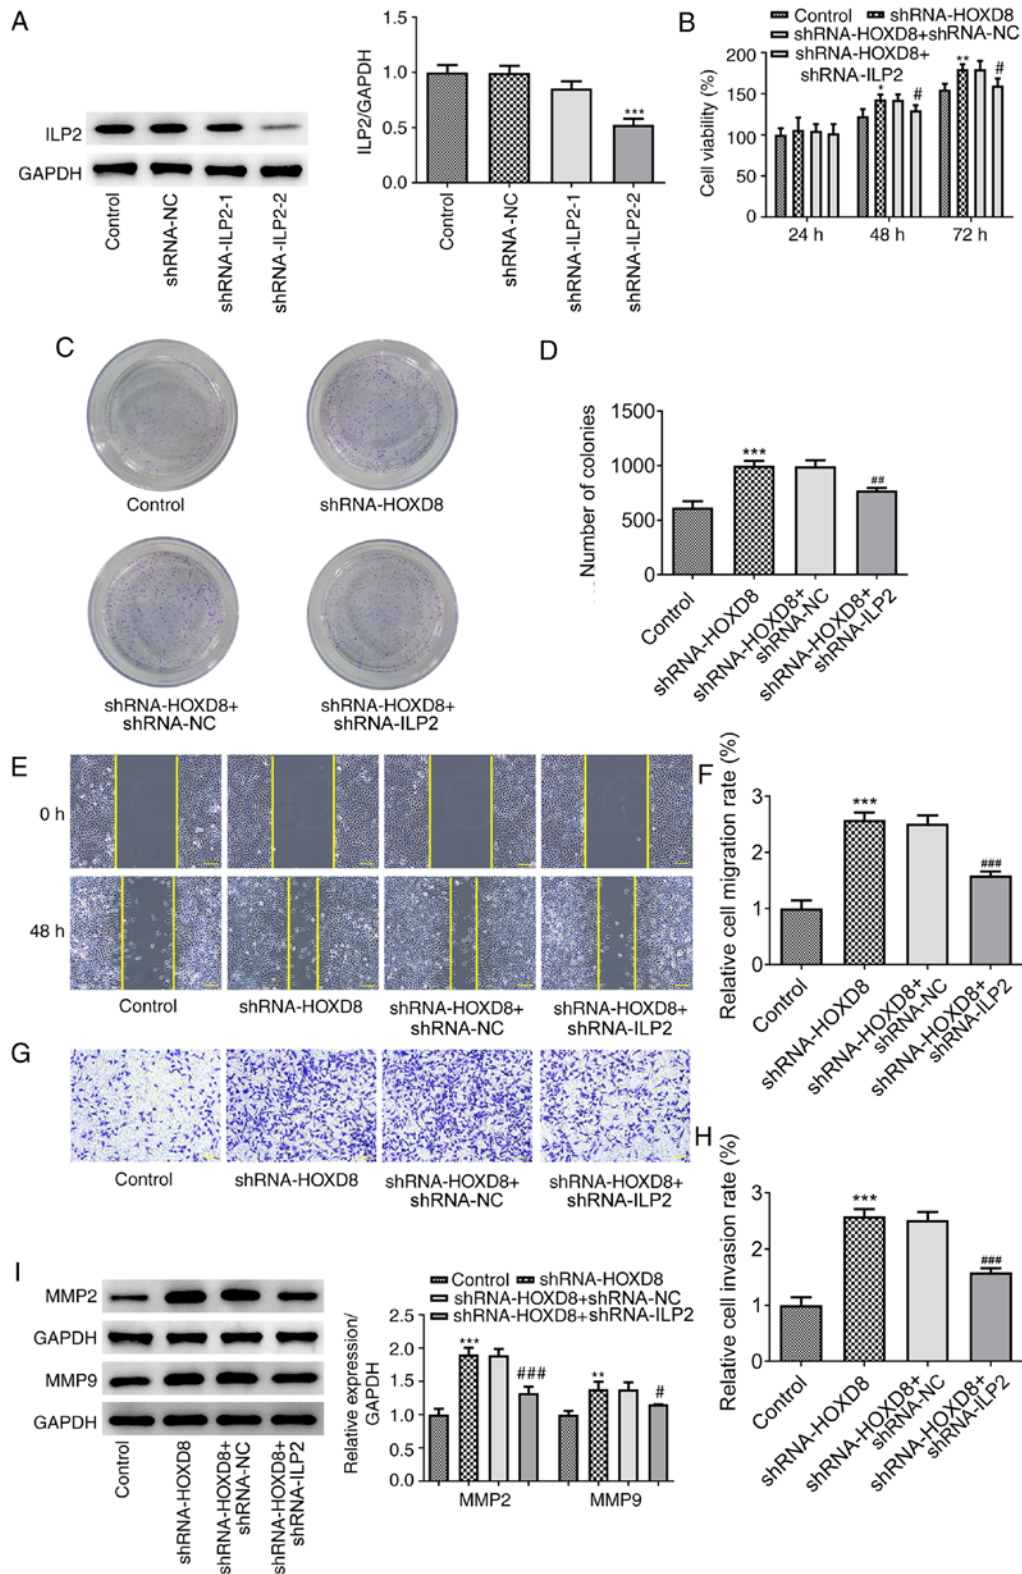 A
ILP2
GAPDH
Control
shRNA-NC
shRNA-ILP2-1
shRNA-ILP2-2
ILP2/GAPDH
1.5
1.0
0.5
0.0
***
Control
shRNA-NC
shRNA-ILP2-1
shRNA-ILP2-2
B
Control shRNA-HOXD8
shRNA-HOXD8+shRNA-NC
shRNA-HOXD8+
shRNA-ILP2
Cell viability (%)
200
150
100
50
0
* # ** #
24 h 48 h 72 h
C
Control shRNA-HOXD8
shRNA-HOXD8+
shRNA-NC
shRNA-HOXD8+
shRNA-ILP2
D
Number of colonies
1500
1000
500
0
*** ##
Control
shRNA-HOXD8
shRNA-HOXD8+
shRNA-NC
shRNA-HOXD8+
shRNA-ILP2
E
0 h
48 h
Control shRNA-HOXD8
shRNA-HOXD8+
shRNA-NC
shRNA-HOXD8+
shRNA-ILP2
F
Relative cell migration rate (%)
3
2
1
0
*** ###
Control
shRNA-HOXD8
shRNA-HOXD8+
shRNA-NC
shRNA-HOXD8+
shRNA-ILP2
G
Control shRNA-HOXD8
shRNA-HOXD8+
shRNA-NC
shRNA-HOXD8+
shRNA-ILP2
H
Relative cell invasion rate (%)
3
2
1
0
*** ###
Control
shRNA-HOXD8
shRNA-HOXD8+
shRNA-NC
shRNA-HOXD8+
shRNA-ILP2
I
MMP2
GAPDH
MMP9
GAPDH
Control
shRNA-HOXD8
shRNA-HOXD8+
shRNA-NC
shRNA-HOXD8+
shRNA-ILP2
Control shRNA-HOXD8
shRNA-HOXD8+shRNA-NC
shRNA-HOXD8+shRNA-ILP2
Relative expression/
GAPDH
2.5
2.0
1.5
1.0
0.5
0.0
*** ### ** #
MMP2 MMP9